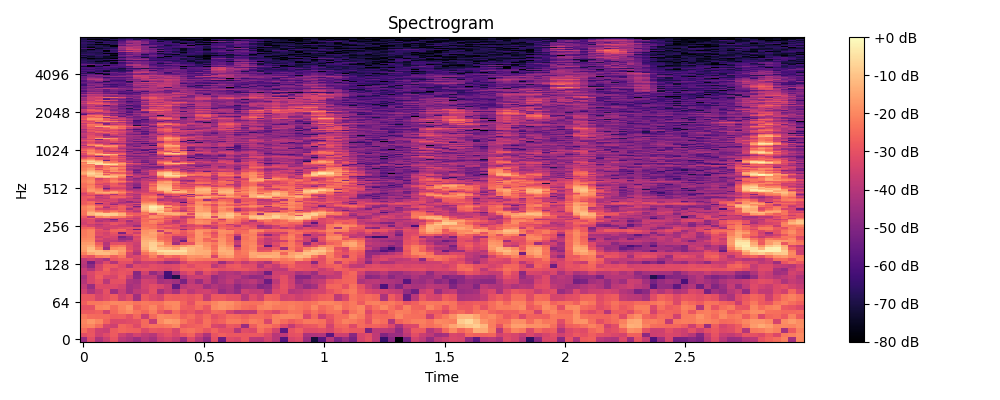 Spectrogram
Hz
4096
2048
1024
512
256
128
64
0
0
0.5
1
1.5
2
2.5
Time
+0 dB
-10 dB
-20 dB
-30 dB
-40 dB
-50 dB
-60 dB
-70 dB
-80 dB